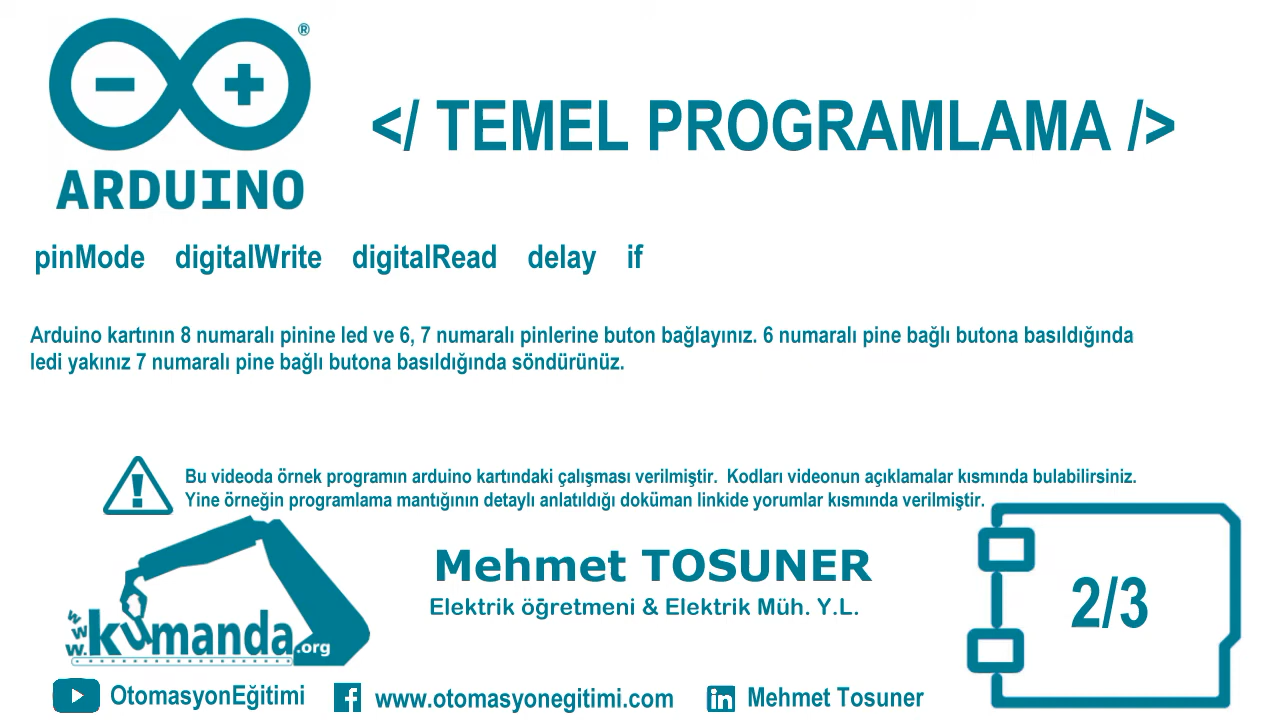 ®
ARDUINO
</ TEMEL PROGRAMLAMA />
pinMode digitalWrite digitalRead delay if
Arduino kartının 8 numaralı pinine led ve 6, 7 numaralı pinlerine buton bağlayınız. 6 numaralı pine bağlı butona basıldığında
ledi yakınız 7 numaralı pine bağlı butona basıldığında söndürünüz.
Bu videoda örnek programın arduino kartındaki çalışması verilmiştir. Kodları videonun açıklamalar kısmında bulabilirsiniz.
Yine örneğin programlama mantığının detaylı anlatıldığı doküman linkide yorumlar kısmında verilmiştir.
Mehmet TOSUNER
Elektrik öğretmeni & Elektrik Müh. Y.L.
www.kumanda.org
2/3
OtomasyonEğitimi www.otomasyonegitimi.com Mehmet Tosuner